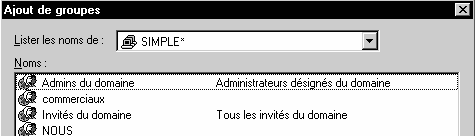 Ajout de groupes
Lister les noms de : SIMPLE*
Noms :
Admins du domaine Administrateurs désignés du domaine
commerciaux
Invités du domaine Tous les invités du domaine
NOUS